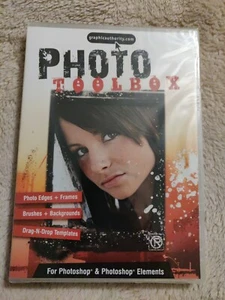 graphicauthority.com
PHOTO
TOOLBOX
Photo Edges + Frames
Brushes + Backgrounds
Drag-N-Drop Templates
For Photoshop® & Photoshop® Elements